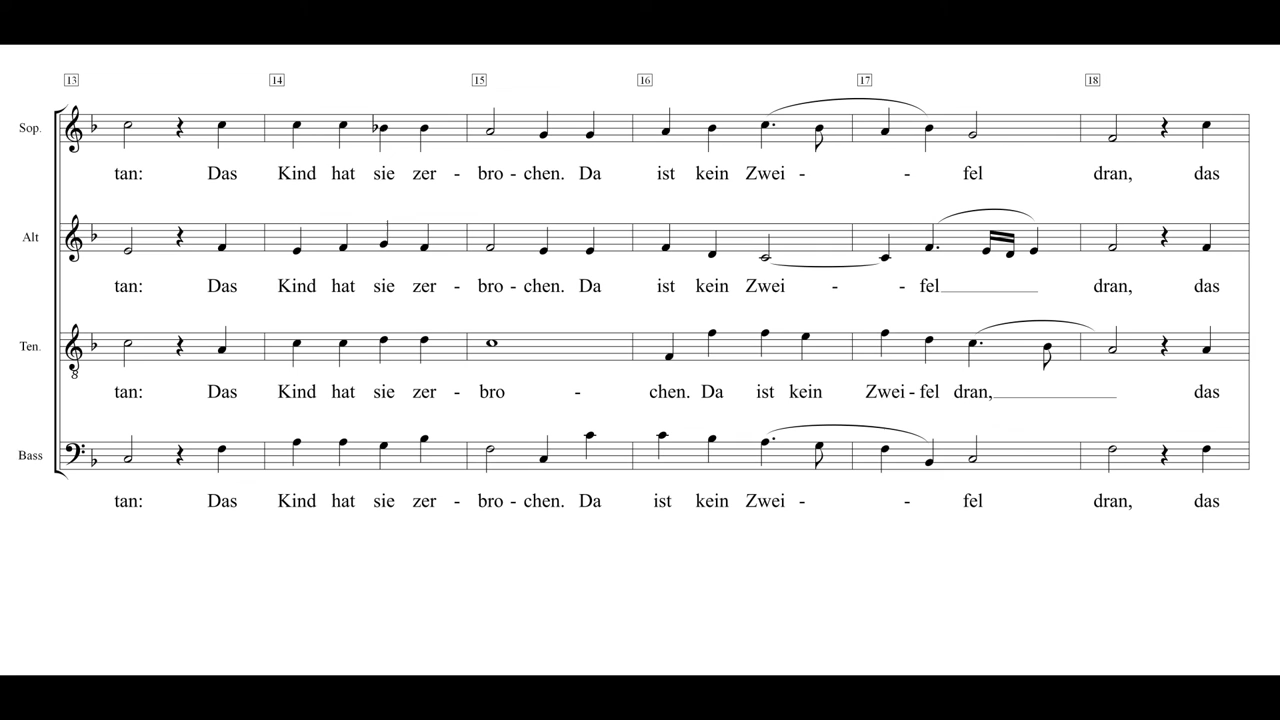 13 14 15 16 17 18
Sop.
tan: Das Kind hat sie zer - bro - chen. Da ist kein Zwei - - fel dran, das
Alt
tan: Das Kind hat sie zer - bro - chen. Da ist kein Zwei - - fel dran, das
Ten.
8
tan: Das Kind hat sie zer - bro - chen. Da ist kein Zwei - fel dran, das
Bass
tan: Das Kind hat sie zer - bro - chen. Da ist kein Zwei - - fel dran, das